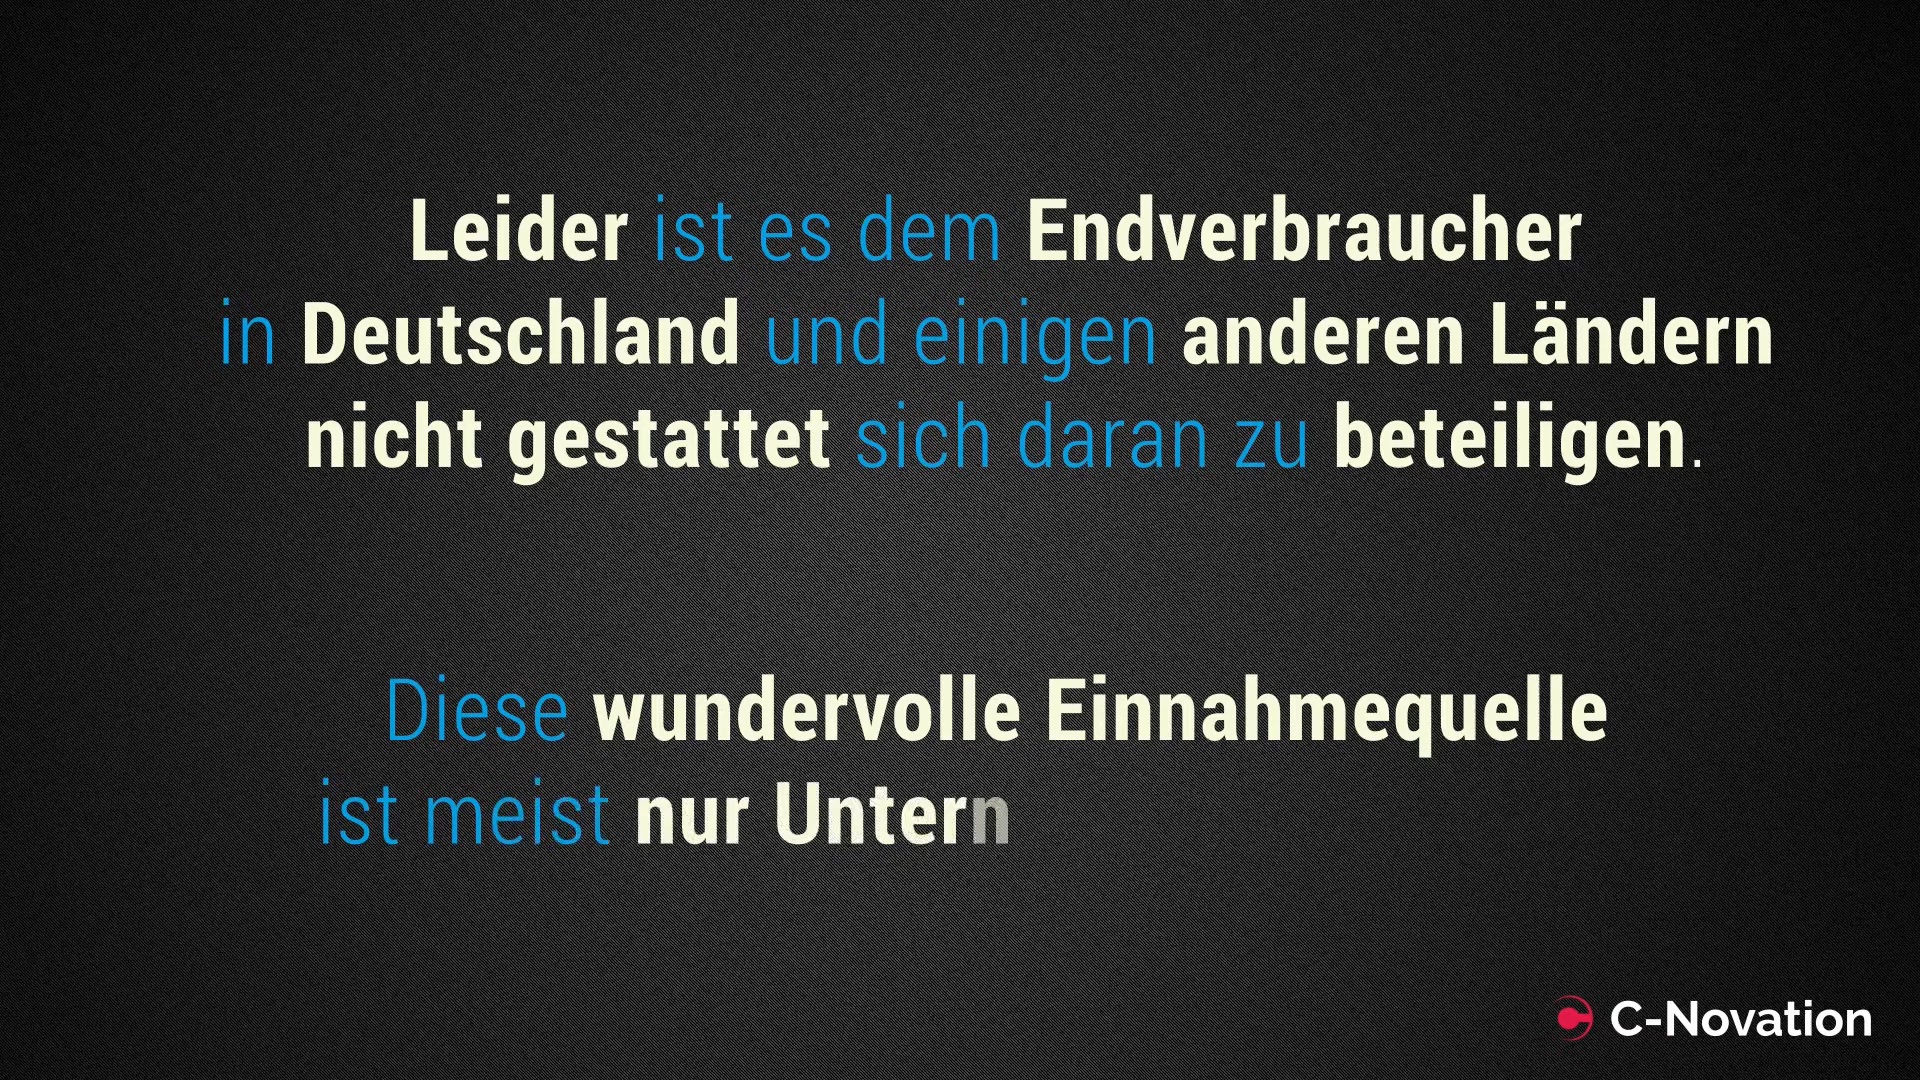 Leider ist es dem Endverbraucher
in Deutschland und einigen anderen Ländern
nicht gestattet sich daran zu beteiligen.
Diese wundervolle Einnahmequelle
ist meist nur Untern
C-Novation